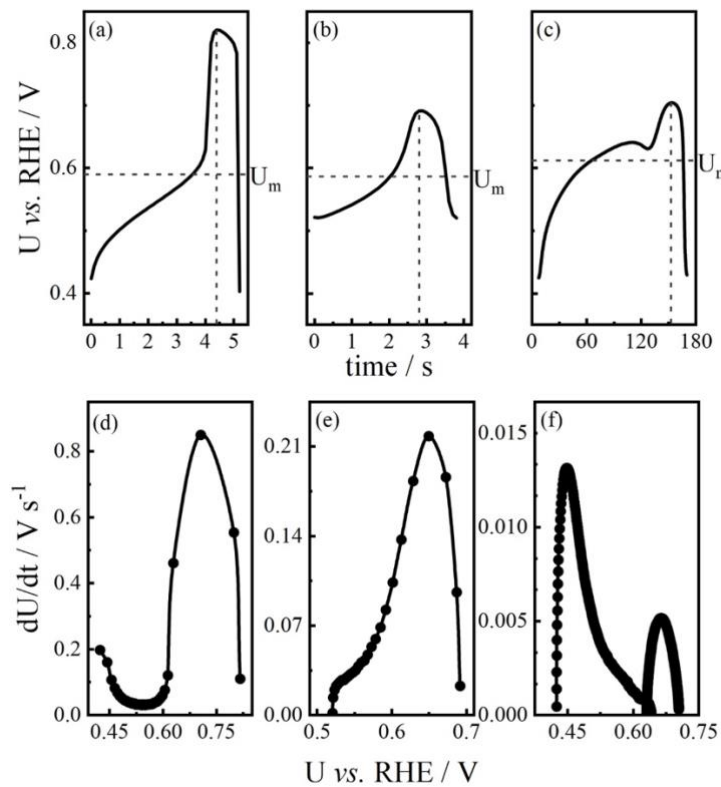 (a)
(b)
(c)
0.8
0.6
0.4
U vs. RHE / V
U_m
U_m
0 1 2 3 4 5
0 1 2 3 4
0 60 120 180
time / s
(d)
(e)
(f)
0.8
0.6
0.4
0.2
0.0
dU/dt / V s⁻¹
0.21
0.14
0.07
0.00
0.015
0.010
0.005
0.000
0.45 0.60 0.75
0.5 0.6 0.7
0.45 0.60 0.75
U vs. RHE / V